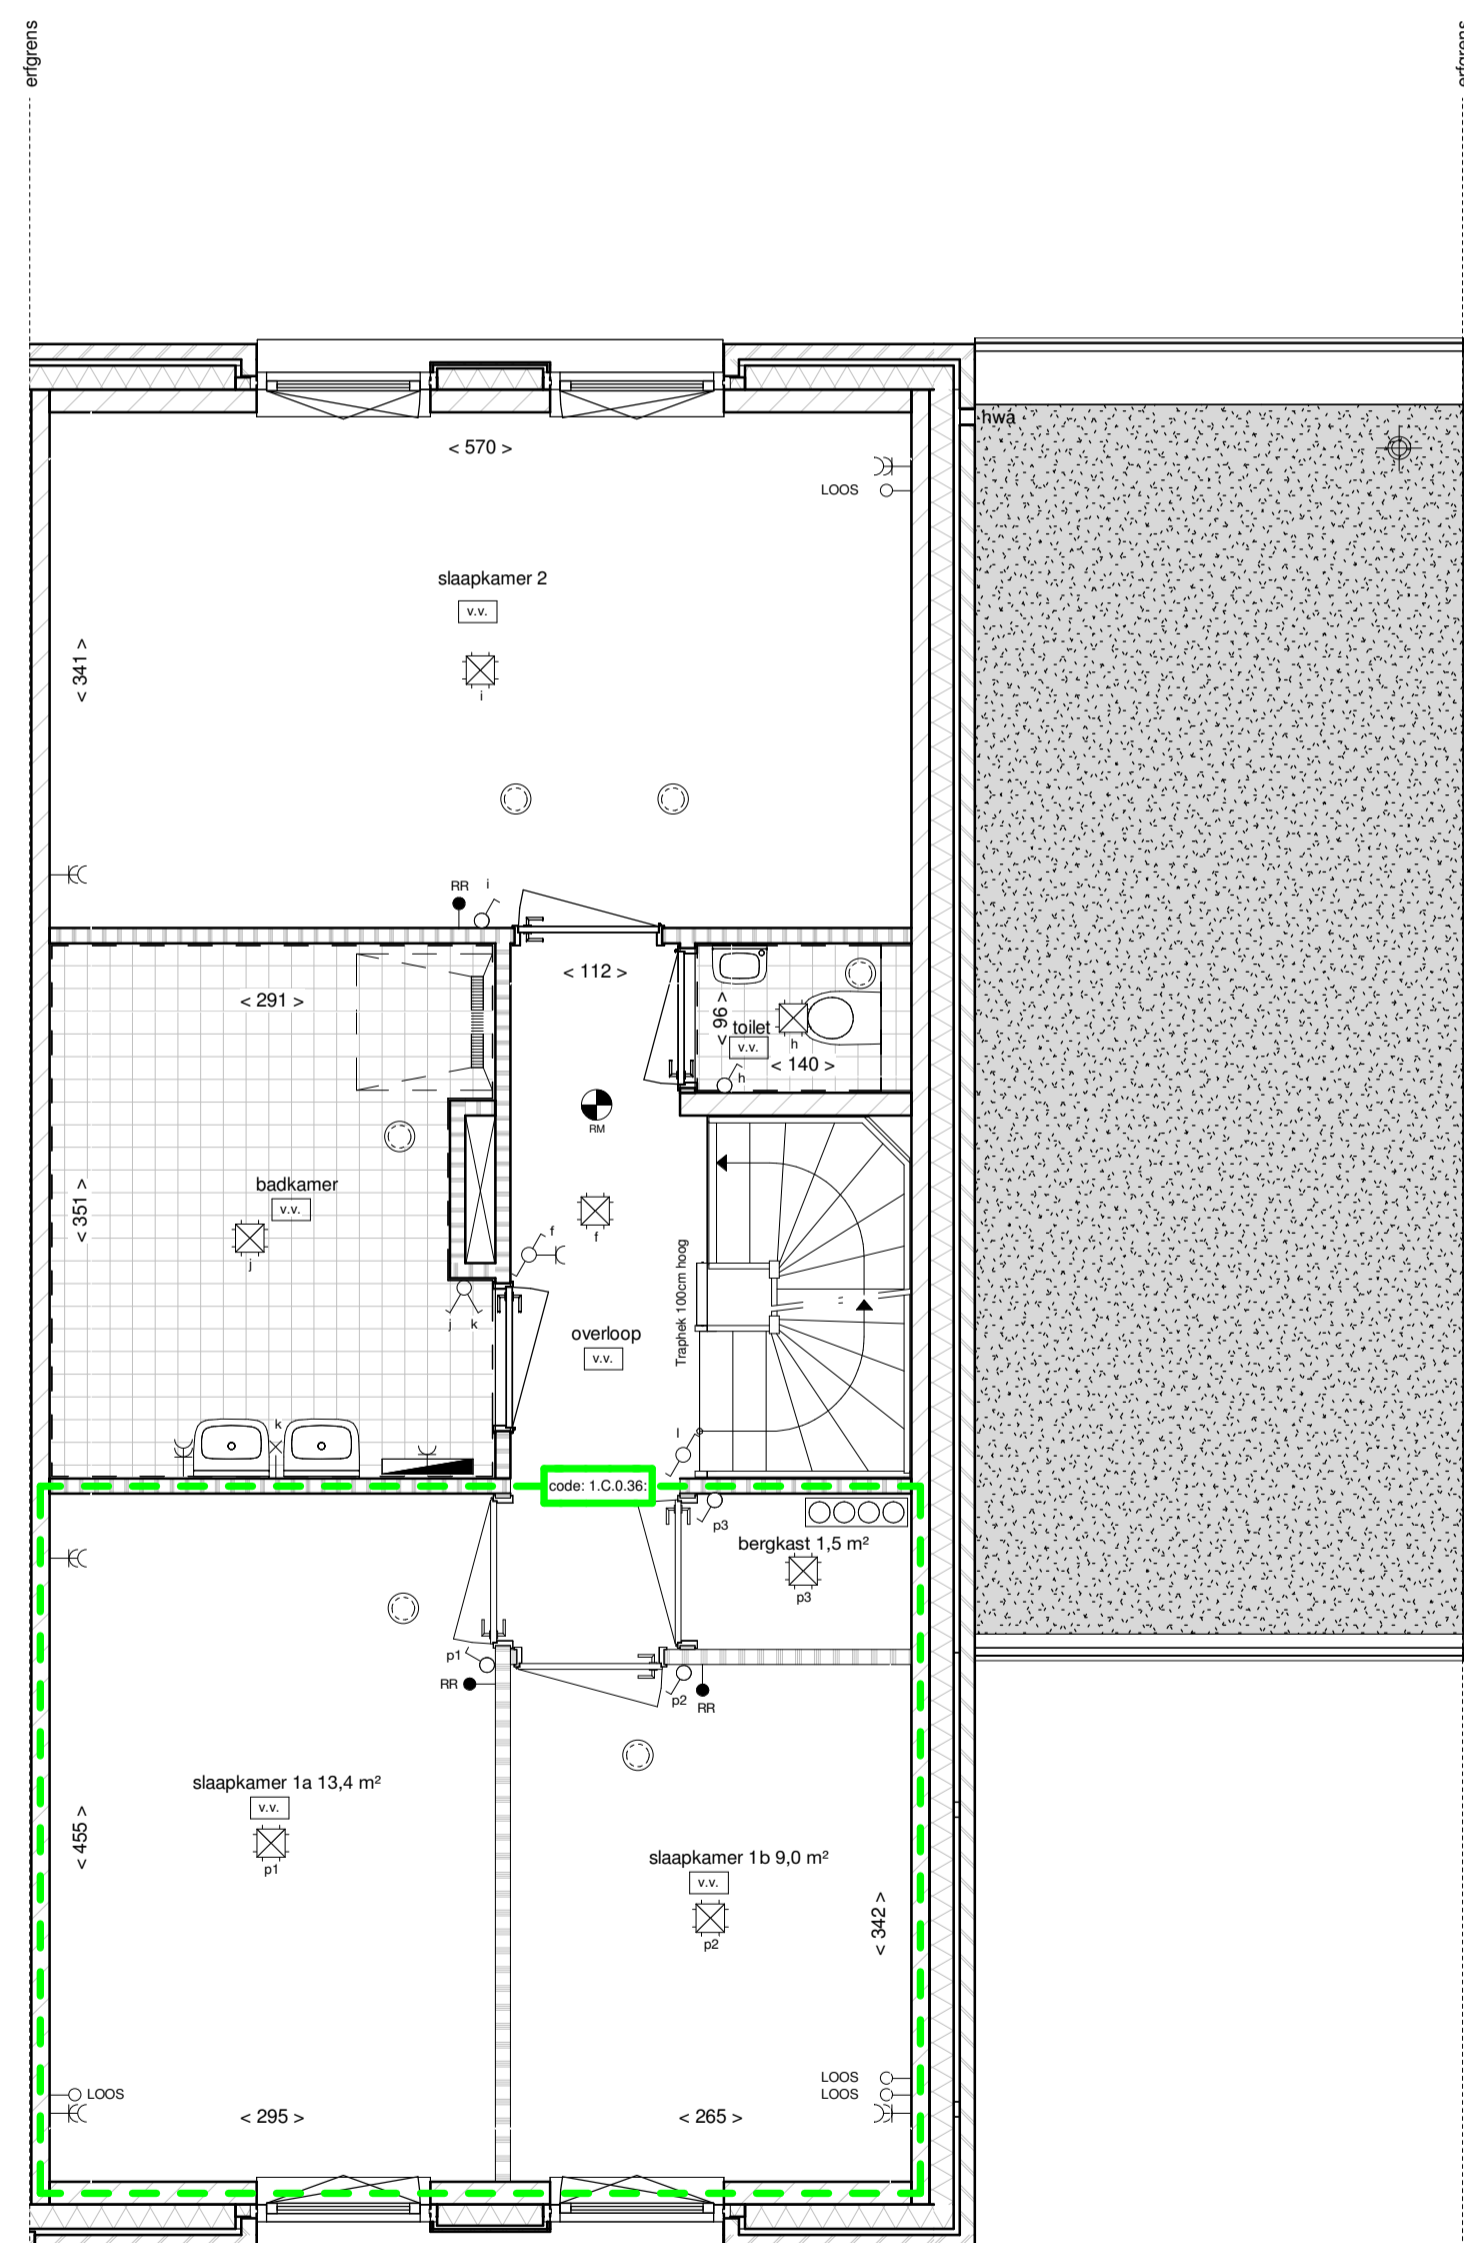 erfgrens
erfgrens
hwa
< 570 >
LOOS
slaapkamer 2
v.v.
< 341 >
i
RR
i
< 291 >
< 112 >
< 96 >
toilet
v.v.
h
< 140 >
h
RM
badkamer
v.v.
< 351 >
j
f
f
Traphek 100cm hoog
j
k
overloop
v.v.
k
l
code: 1.C.0.36:
p3
bergkast 1,5 m²
p3
p1
RR
p2
RR
slaapkamer 1a 13,4 m²
v.v.
< 455 >
p1
slaapkamer 1b 9,0 m²
v.v.
< 342 >
p2
LOOS
LOOS
LOOS
< 295 >
< 265 >